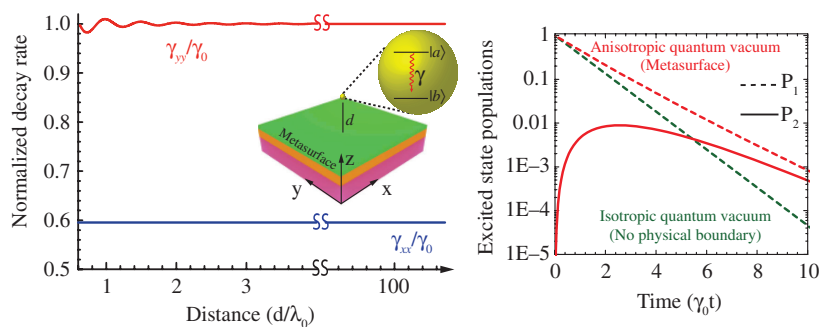 Normalized decay rate
1.0
0.9
0.8
0.7
0.6
0.5
γyy/γ0
γxx/γ0
|a⟩
γ
|b⟩
d
Metasurface
z
y
x
1
2
3
100
Distance (d/λ0)
Excited state populations
1
0.1
0.01
1E−3
1E−4
1E−5
Anisotropic quantum vacuum
(Metasurface)
P1
P2
Isotropic quantum vacuum
(No physical boundary)
0
2
4
6
8
10
Time (γ0t)